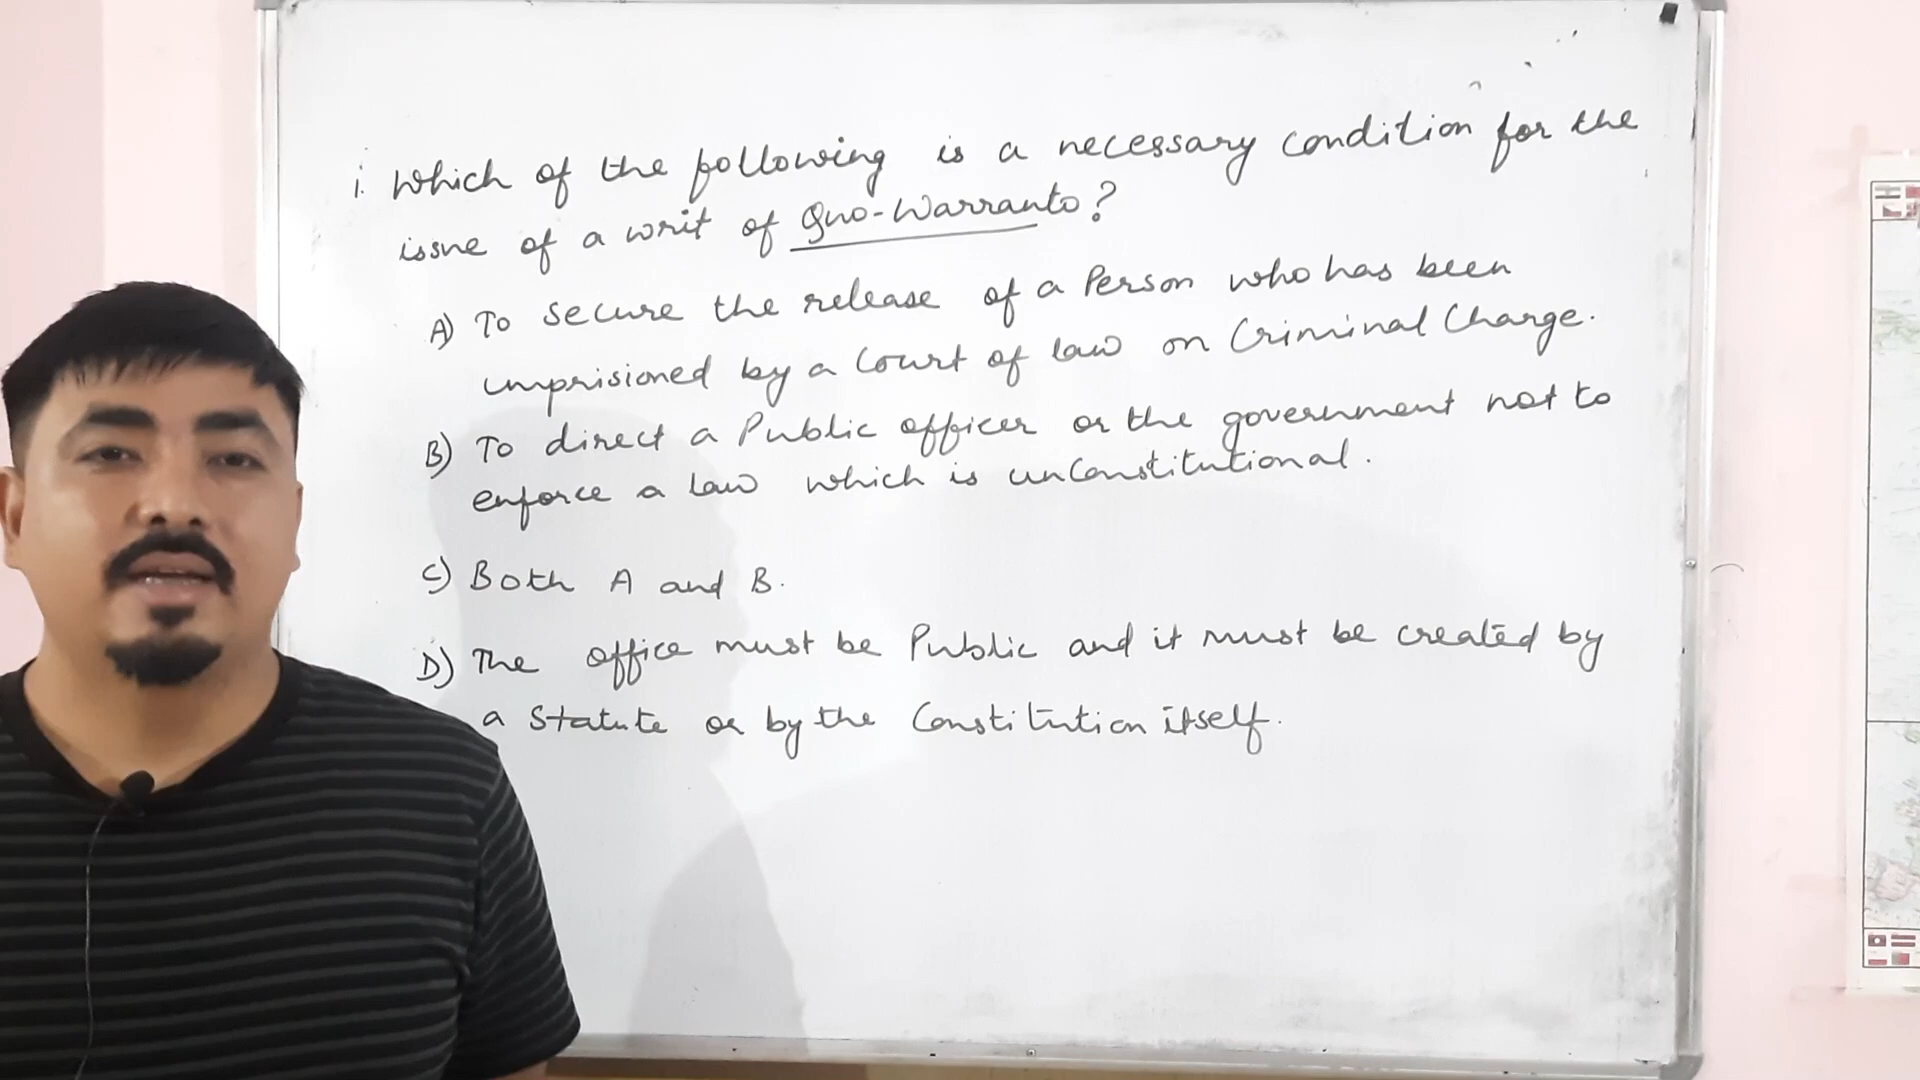 i. Which of the following is a necessary condition for the
issue of a writ of Quo-Warranto?
A) To secure the release of a Person who has been
imprisioned by a Court of law on Criminal Charge.
B) To direct a Public officer or the government not to
enforce a law which is unConstitutional.
C) Both A and B.
D) The office must be Public and it must be created by
a Statute or by the Constitution itself.